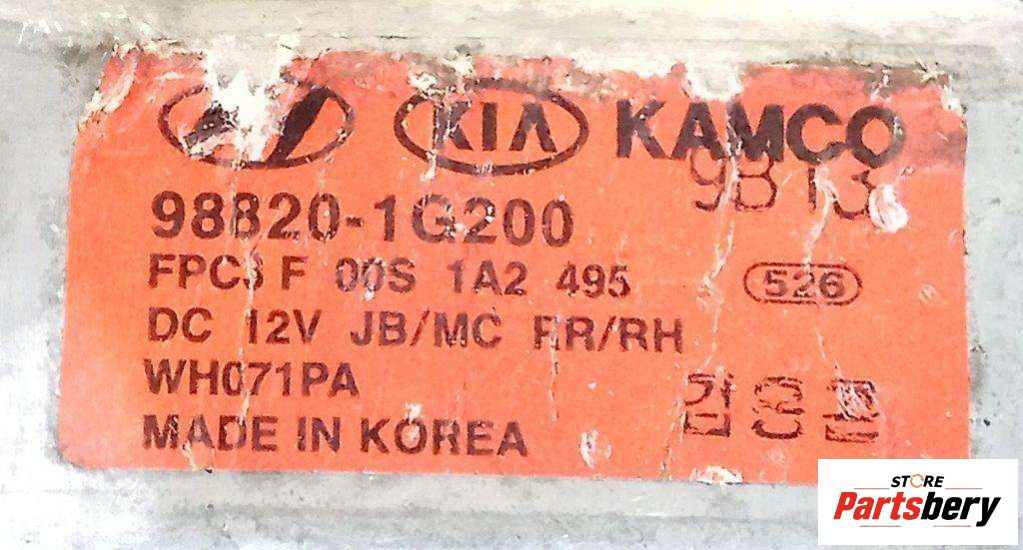 KIA KAMCO
9B13
98820-1G200
FPC3 F 00S 1A2 495
526
DC 12V JB/MC RR/RH
WH071PA
MADE IN KOREA
STORE
Partsbery